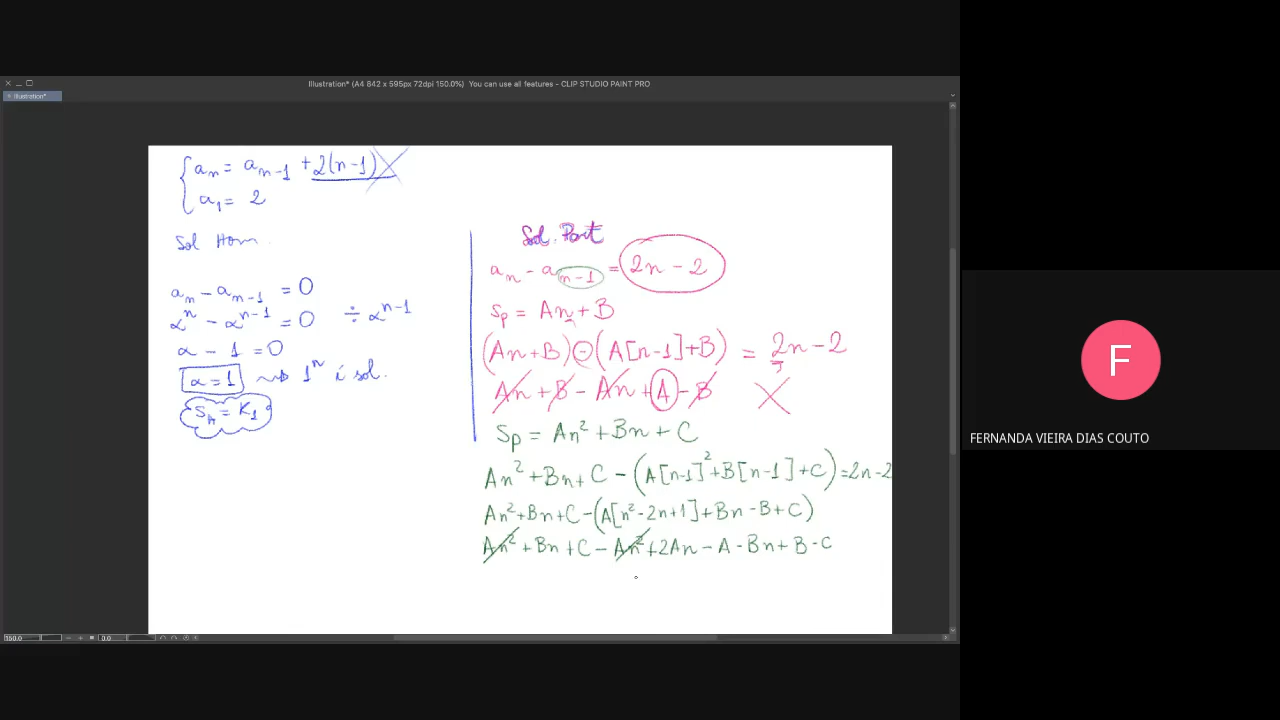 Illustration* (A4 842 x 595px 72dpi 150.0%) You can use all features - CLIP STUDIO PAINT PRO
Illustration*
aₙ = aₙ₋₁ + 2(n-1)
a₁ = 2
Sol Hom
aₙ - aₙ₋₁ = 0
αⁿ - αⁿ⁻¹ = 0 ÷ αⁿ⁻¹
α - 1 = 0
α = 1 ⇝ 1ⁿ é sol.
Sₕ = K₁
Sol. Part
aₙ - aₙ₋₁ = 2n - 2
Sp = An + B
(An + B) - (A[n-1] + B) = 2n - 2
An + B - An + A - B
Sp = An² + Bn + C
An² + Bn + C - (A[n-1]² + B[n-1] + C) = 2n - 2
An² + Bn + C - (A[n² - 2n + 1] + Bn - B + C)
An² + Bn + C - An² + 2An - A - Bn + B - C
150.0
0.0
F
FERNANDA VIEIRA DIAS COUTO